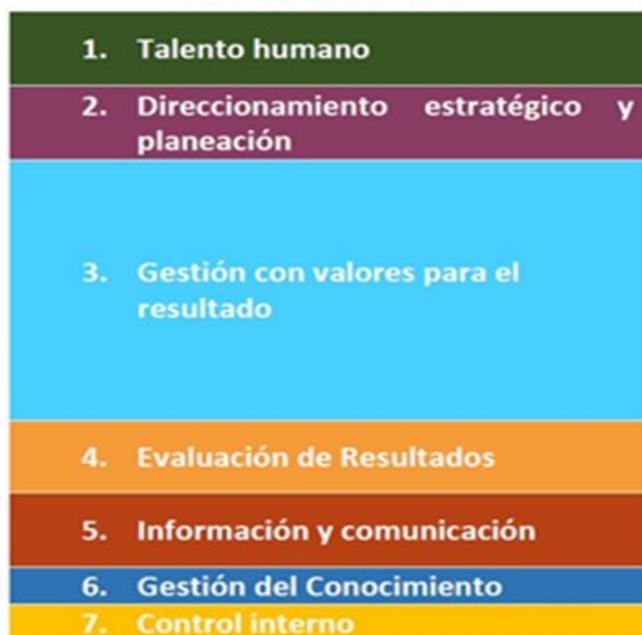 1. Talento humano
2. Direccionamiento estratégico y
planeación
3. Gestión con valores para el
resultado
4. Evaluación de Resultados
5. Información y comunicación
6. Gestión del Conocimiento
7. Control interno